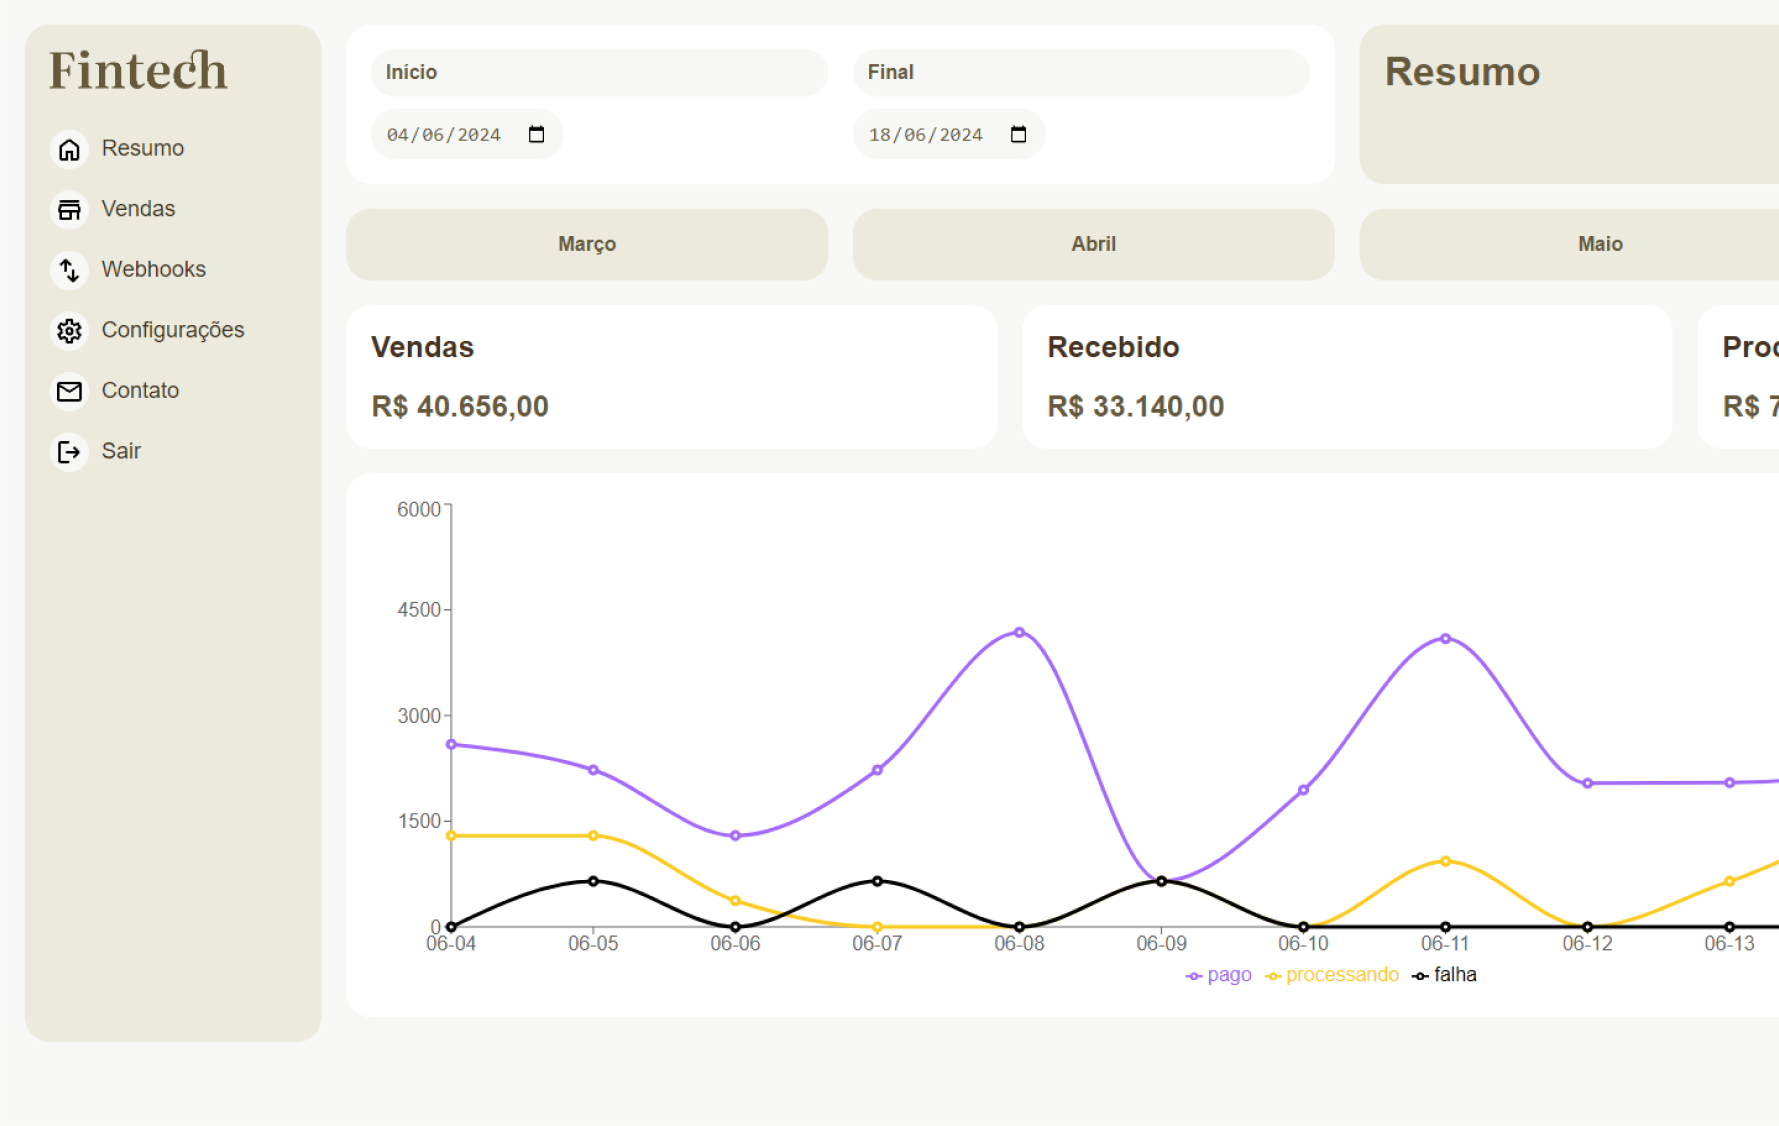 Fintech
Resumo
Vendas
Webhooks
Configurações
Contato
Sair
Início
Final
04/06/2024
18/06/2024
Resumo
Março
Abril
Maio
Vendas
R$ 40.656,00
Recebido
R$ 33.140,00
Proc
R$ 7
6000
4500
3000
1500
0
06-04 06-05 06-06 06-07 06-08 06-09 06-10 06-11 06-12 06-13
pago processando falha